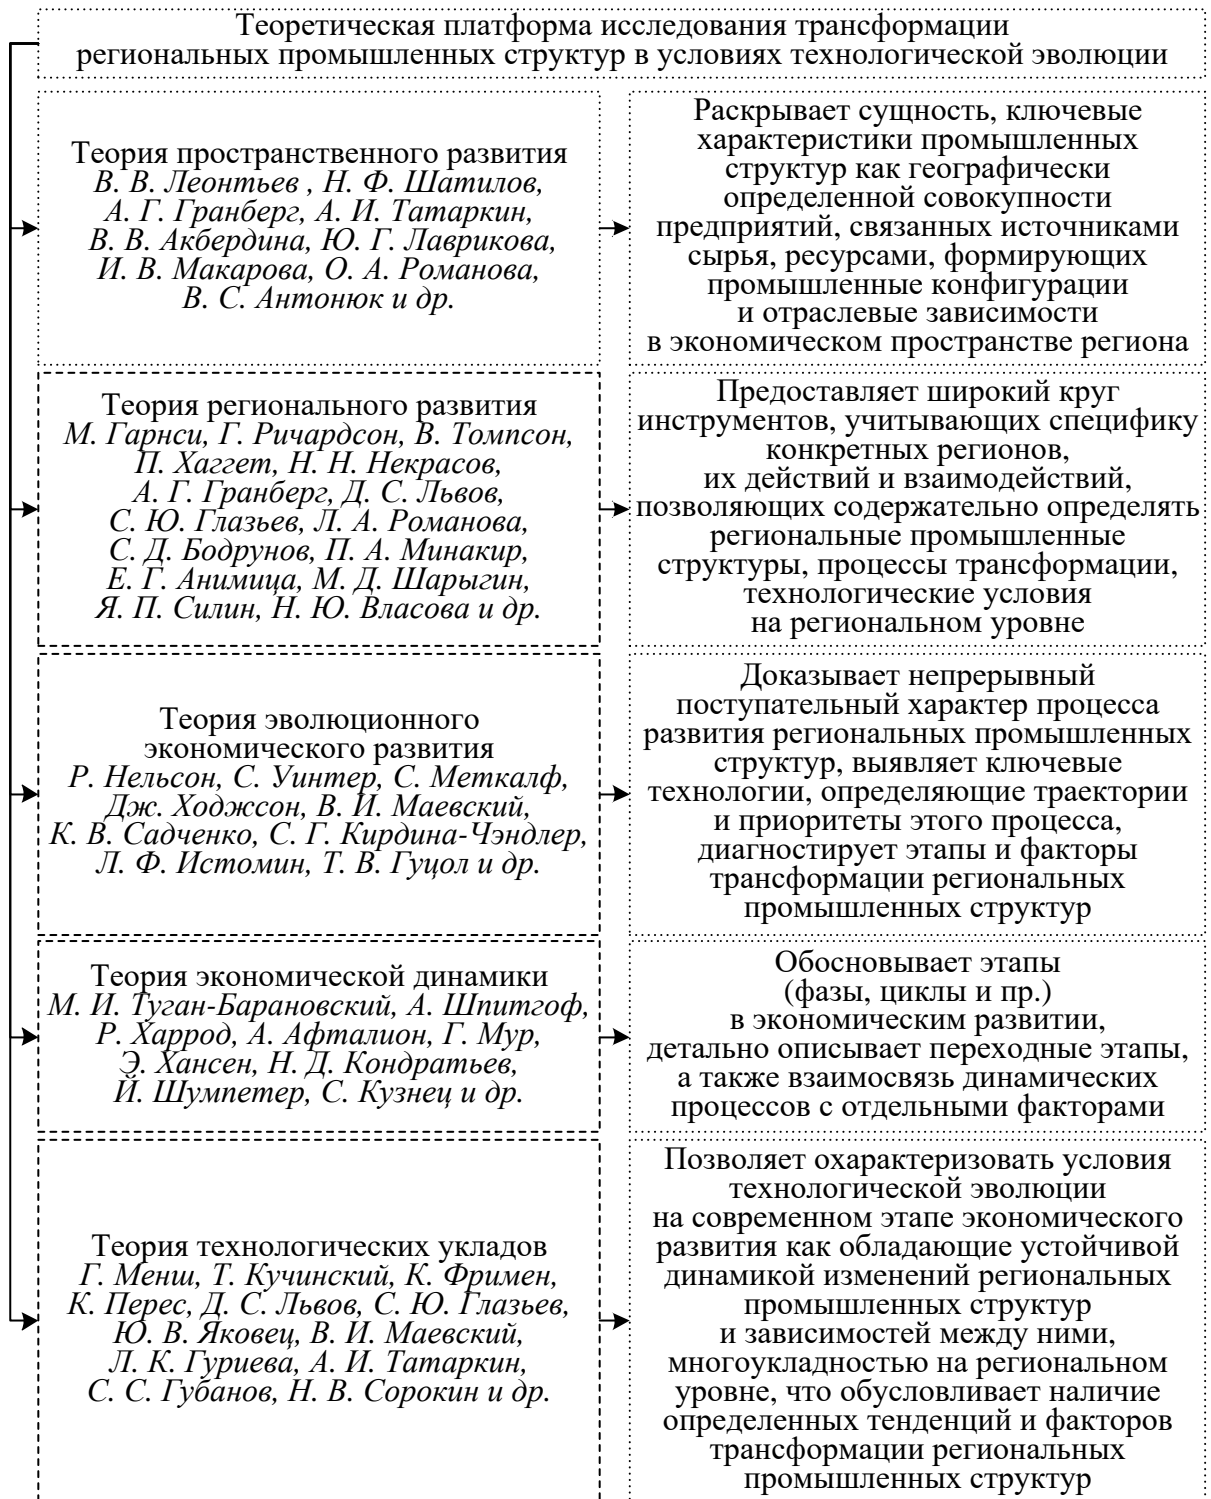 Теоретическая платформа исследования трансформации
региональных промышленных структур в условиях технологической эволюции
Теория пространственного развития
В. В. Леонтьев , Н. Ф. Шатилов,
А. Г. Гранберг, А. И. Татаркин,
В. В. Акбердина, Ю. Г. Лаврикова,
И. В. Макарова, О. А. Романова,
В. С. Антонюк и др.
Раскрывает сущность, ключевые
характеристики промышленных
структур как географически
определенной совокупности
предприятий, связанных источниками
сырья, ресурсами, формирующих
промышленные конфигурации
и отраслевые зависимости
в экономическом пространстве региона
Теория регионального развития
М. Гарнси, Г. Ричардсон, В. Томпсон,
П. Хаггет, Н. Н. Некрасов,
А. Г. Гранберг, Д. С. Львов,
С. Ю. Глазьев, Л. А. Романова,
С. Д. Бодрунов, П. А. Минакир,
Е. Г. Анимица, М. Д. Шарыгин,
Я. П. Силин, Н. Ю. Власова и др.
Предоставляет широкий круг
инструментов, учитывающих специфику
конкретных регионов,
их действий и взаимодействий,
позволяющих содержательно определять
региональные промышленные
структуры, процессы трансформации,
технологические условия
на региональном уровне
Теория эволюционного
экономического развития
Р. Нельсон, С. Уинтер, С. Меткалф,
Дж. Ходжсон, В. И. Маевский,
К. В. Садченко, С. Г. Кирдина-Чэндлер,
Л. Ф. Истомин, Т. В. Гуцол и др.
Доказывает непрерывный
поступательный характер процесса
развития региональных промышленных
структур, выявляет ключевые
технологии, определяющие траектории
и приоритеты этого процесса,
диагностирует этапы и факторы
трансформации региональных
промышленных структур
Теория экономической динамики
М. И. Туган-Барановский, А. Шпитгоф,
Р. Харрод, А. Афталион, Г. Мур,
Э. Хансен, Н. Д. Кондратьев,
Й. Шумпетер, С. Кузнец и др.
Обосновывает этапы
(фазы, циклы и пр.)
в экономическим развитии,
детально описывает переходные этапы,
а также взаимосвязь динамических
процессов с отдельными факторами
Теория технологических укладов
Г. Менш, Т. Кучинский, К. Фримен,
К. Перес, Д. С. Львов, С. Ю. Глазьев,
Ю. В. Яковец, В. И. Маевский,
Л. К. Гуриева, А. И. Татаркин,
С. С. Губанов, Н. В. Сорокин и др.
Позволяет охарактеризовать условия
технологической эволюции
на современном этапе экономического
развития как обладающие устойчивой
динамикой изменений региональных
промышленных структур
и зависимостей между ними,
многоукладностью на региональном
уровне, что обусловливает наличие
определенных тенденций и факторов
трансформации региональных
промышленных структур